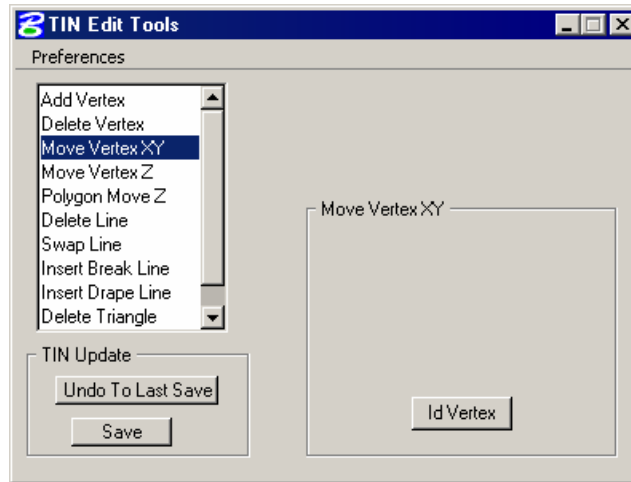 TIN Edit Tools
Preferences
Add Vertex
Delete Vertex
Move Vertex XY
Move Vertex Z
Polygon Move Z
Delete Line
Swap Line
Insert Break Line
Insert Drape Line
Delete Triangle
TIN Update
Undo To Last Save
Save
Move Vertex XY
Id Vertex